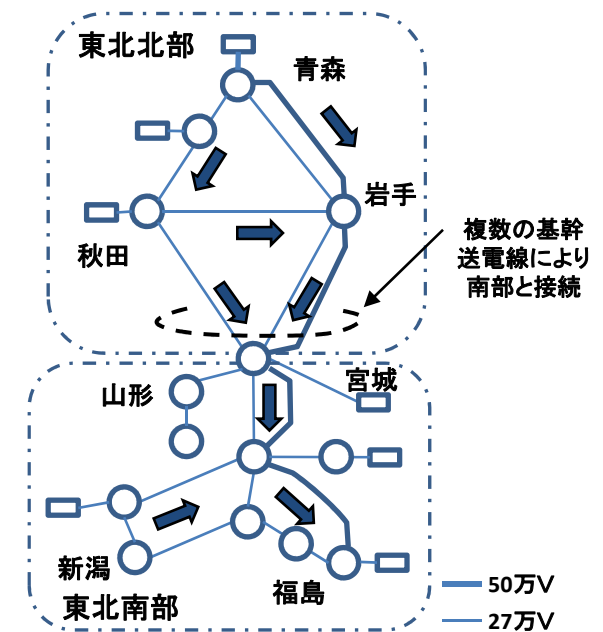 東北北部
青森
岩手
秋田
複数の基幹
送電線により
南部と接続
宮城
山形
新潟
福島
東北南部
50万V
27万V